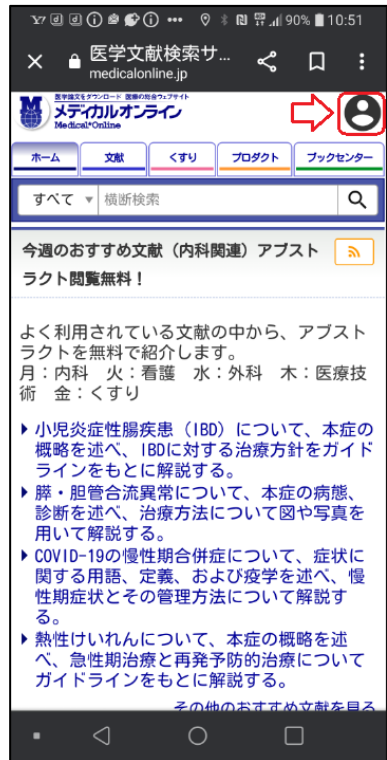 90% 10:51
医学文献検索サ...
medicalonline.jp
医学論文をダウンロード 医療の総合ウェブサイト
メディカルオンライン
Medical*Online
ホーム 文献 くすり プロダクト ブックセンター
すべて ▼ 横断検索
今週のおすすめ文献（内科関連）アブスト
ラクト閲覧無料！
よく利用されている文献の中から、アブスト
ラクトを無料で紹介します。
月：内科 火：看護 水：外科 木：医療技
術 金：くすり
小児炎症性腸疾患（IBD）について、本症の
概略を述べ、IBDに対する治療方針をガイド
ラインをもとに解説する。
膵・胆管合流異常について、本症の病態、
診断を述べ、治療方法について図や写真を
用いて解説する。
COVID-19の慢性期合併症について、症状に
関する用語、定義、および疫学を述べ、慢
性期症状とその管理方法について解説す
る。
熱性けいれんについて、本症の概略を述
べ、急性期治療と再発予防的治療について
ガイドラインをもとに解説する。
その他のおすすめ文献を見る